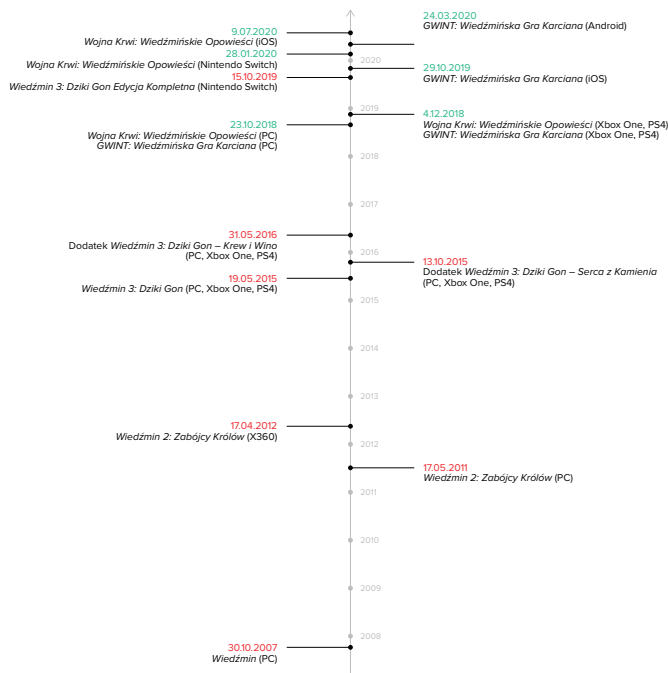 24.03.2020
GWINT: Wiedźmińska Gra Karciana (Android)
9.07.2020
Wojna Krwi: Wiedźmińskie Opowieści (iOS)
28.01.2020
Wojna Krwi: Wiedźmińskie Opowieści (Nintendo Switch)
2020
29.10.2019
GWINT: Wiedźmińska Gra Karciana (iOS)
15.10.2019
Wiedźmin 3: Dziki Gon Edycja Kompletna (Nintendo Switch)
2019
4.12.2018
Wojna Krwi: Wiedźmińskie Opowieści (Xbox One, PS4)
GWINT: Wiedźmińska Gra Karciana (Xbox One, PS4)
23.10.2018
Wojna Krwi: Wiedźmińskie Opowieści (PC)
GWINT: Wiedźmińska Gra Karciana (PC)
2018
2017
31.05.2016
Dodatek Wiedźmin 3: Dziki Gon – Krew i Wino
(PC, Xbox One, PS4)
2016
13.10.2015
Dodatek Wiedźmin 3: Dziki Gon – Serca z Kamienia
(PC, Xbox One, PS4)
19.05.2015
Wiedźmin 3: Dziki Gon (PC, Xbox One, PS4)
2015
2014
2013
17.04.2012
Wiedźmin 2: Zabójcy Królów (X360)
2012
17.05.2011
Wiedźmin 2: Zabójcy Królów (PC)
2011
2010
2009
2008
30.10.2007
Wiedźmin (PC)